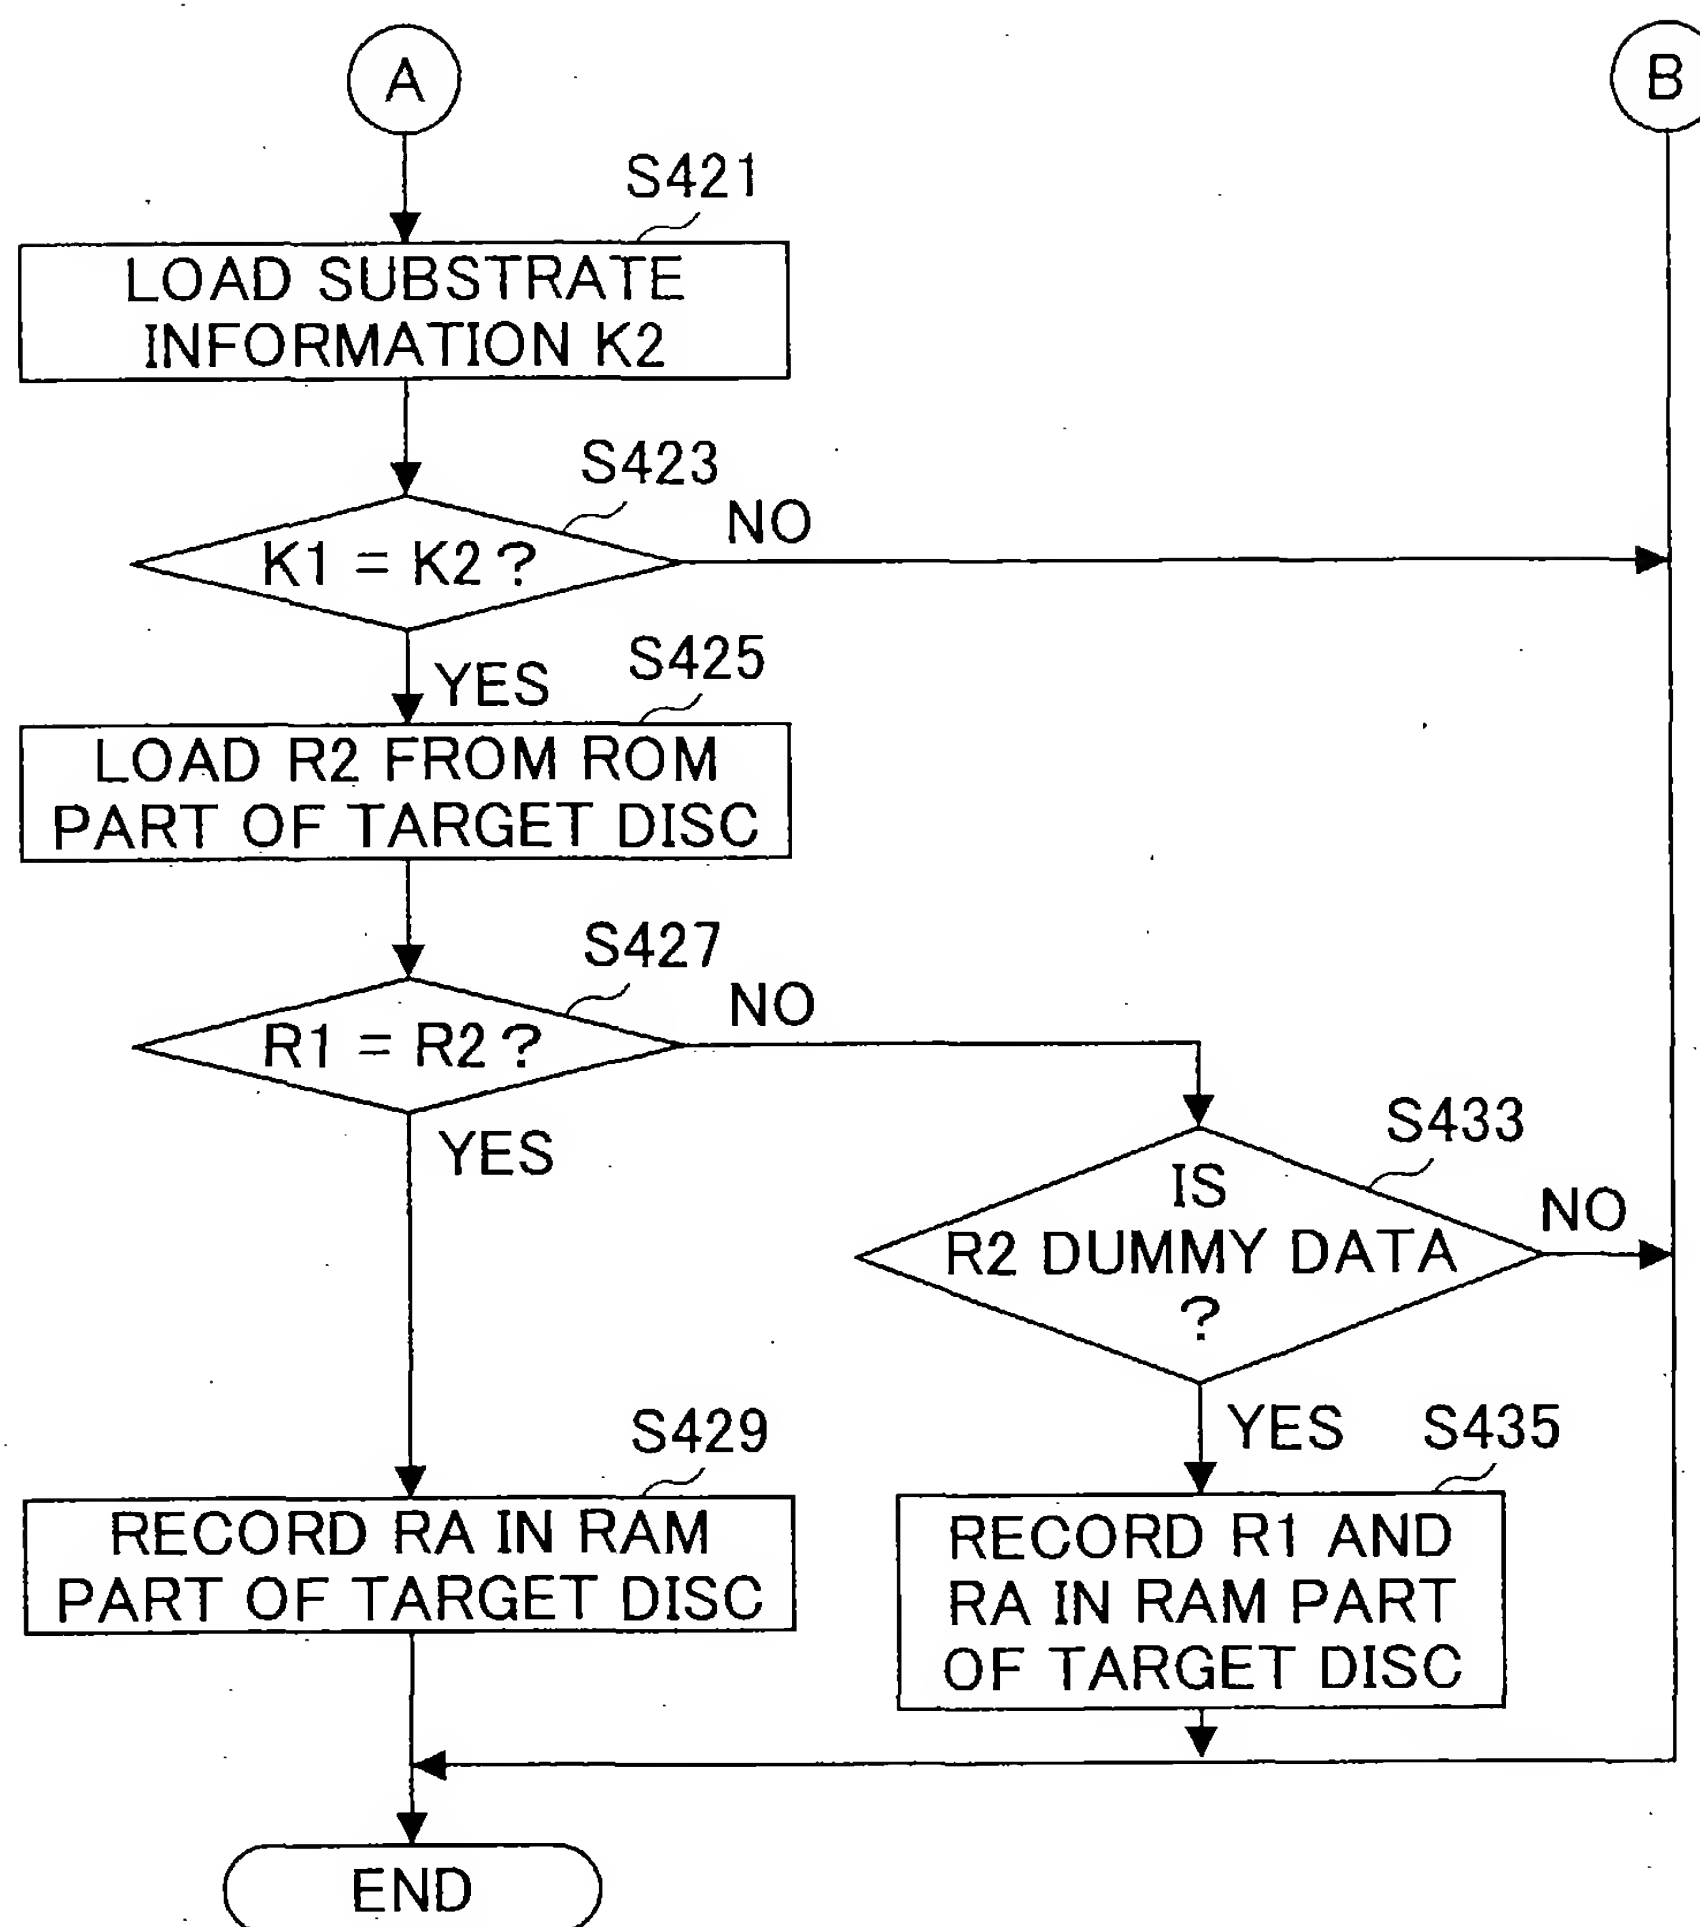 A
B
S421
LOAD SUBSTRATE
INFORMATION K2
S423
K1 = K2 ?
NO
YES
S425
LOAD R2 FROM ROM
PART OF TARGET DISC
S427
R1 = R2 ?
NO
YES
S433
IS
R2 DUMMY DATA
?
NO
YES
S429
RECORD RA IN RAM
PART OF TARGET DISC
S435
RECORD R1 AND
RA IN RAM PART
OF TARGET DISC
END